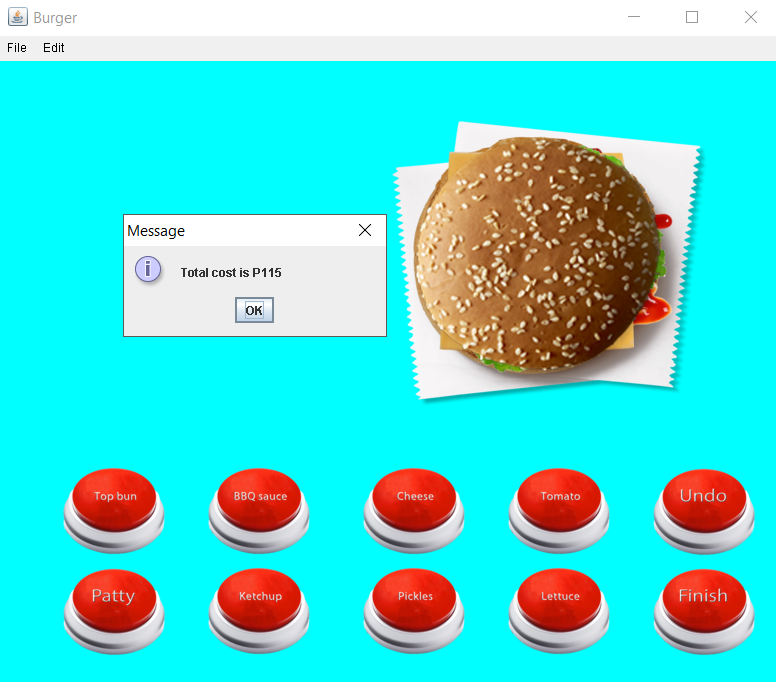 Burger
File Edit
Message
Total cost is P115
OK
Top bun BBQ sauce Cheese Tomato Undo
Patty Ketchup Pickles Lettuce Finish